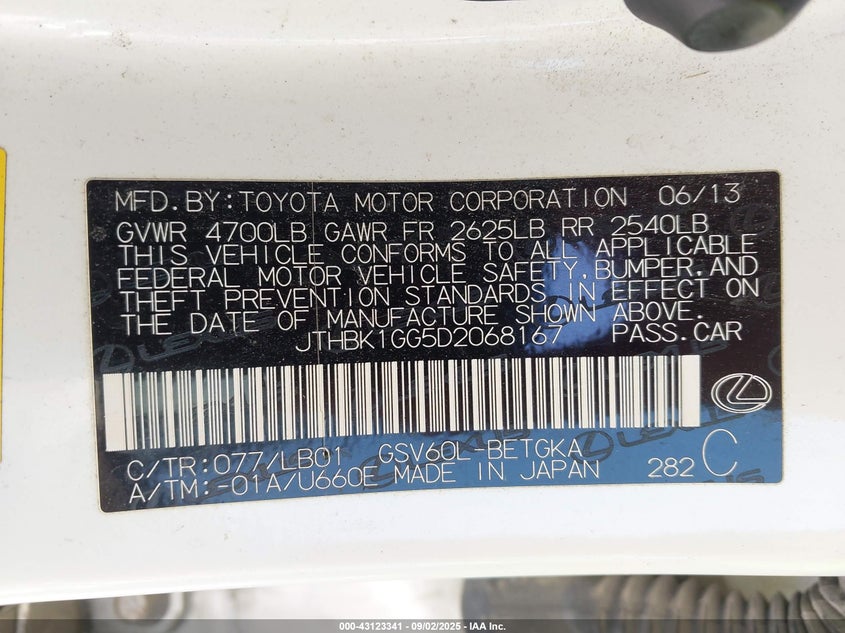 MFD.BY:TOYOTA MOTOR CORPORATION 06/13
GVWR 4700LB GAWR FR 2625LB RR 2540LB
THIS VEHICLE CONFORMS TO ALL APPLICABLE
FEDERAL MOTOR VEHICLE SAFETY,BUMPER,AND
THEFT PREVENTION STANDARDS IN EFFECT ON
THE DATE OF MANUFACTURE SHOWN ABOVE.
JTHBK1GG5D2068167 PASS.CAR
C/TR:077/LB01 GSV60L-BETGKA
A/TM:-01A/U660E MADE IN JAPAN 282 C
000-43123341 - 09/02/2025 - IAA Inc.